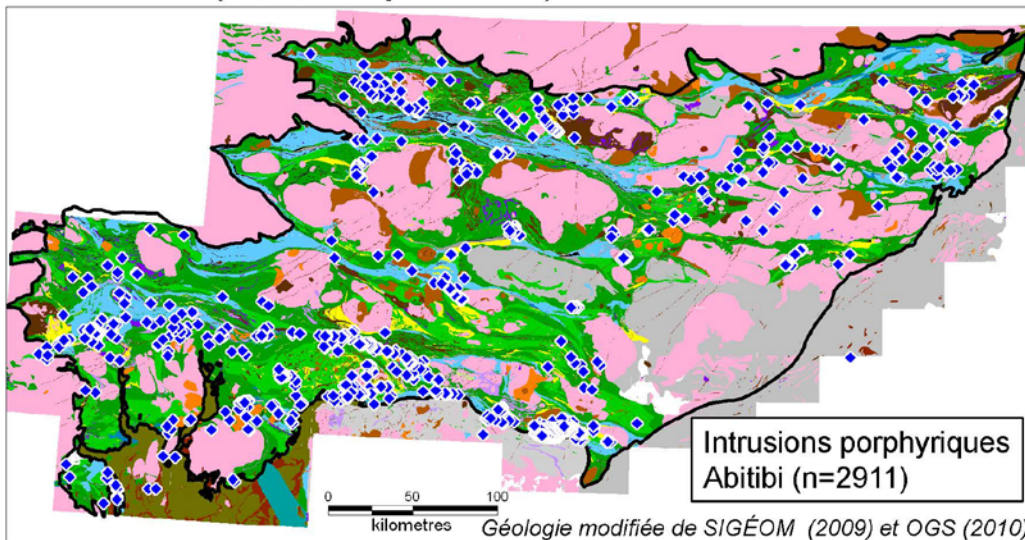 Intrusions porphyriques
Abitibi (n=2911)
0 50 100
kilometres
Géologie modifiée de SIGÉOM (2009) et OGS (2010)